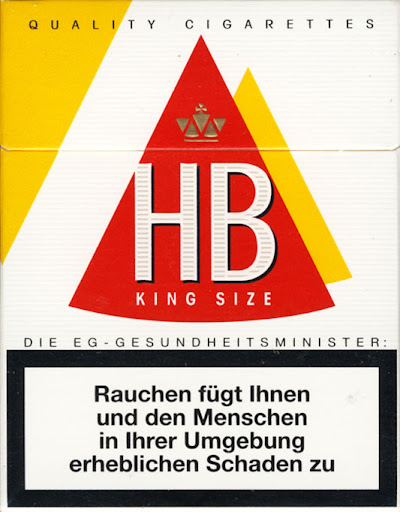 QUALITY CIGARETTES
HB
KING SIZE
DIE EG-GESUNDHEITSMINISTER:
Rauchen fügt Ihnen
und den Menschen
in Ihrer Umgebung
erheblichen Schaden zu